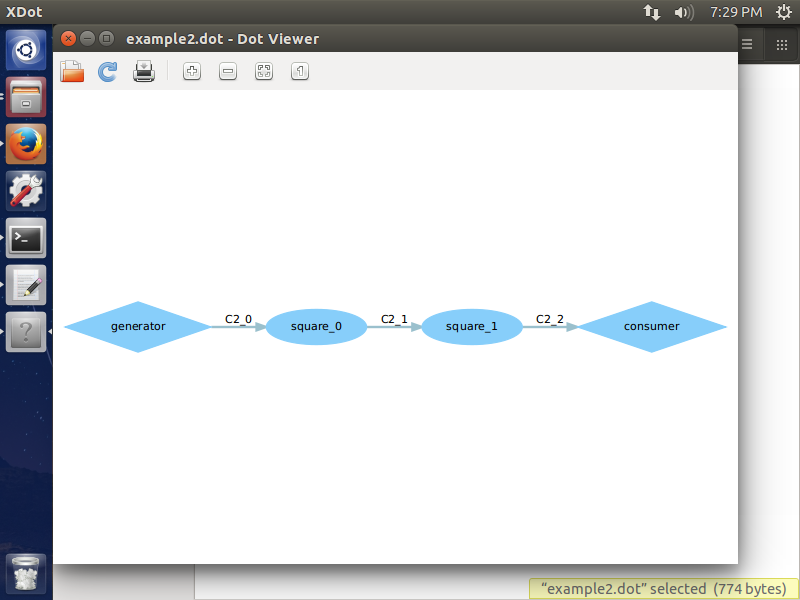 XDot
7:29 PM
example2.dot - Dot Viewer
1
generator
C2_0
square_0
C2_1
square_1
C2_2
consumer
“example2.dot” selected (774 bytes)